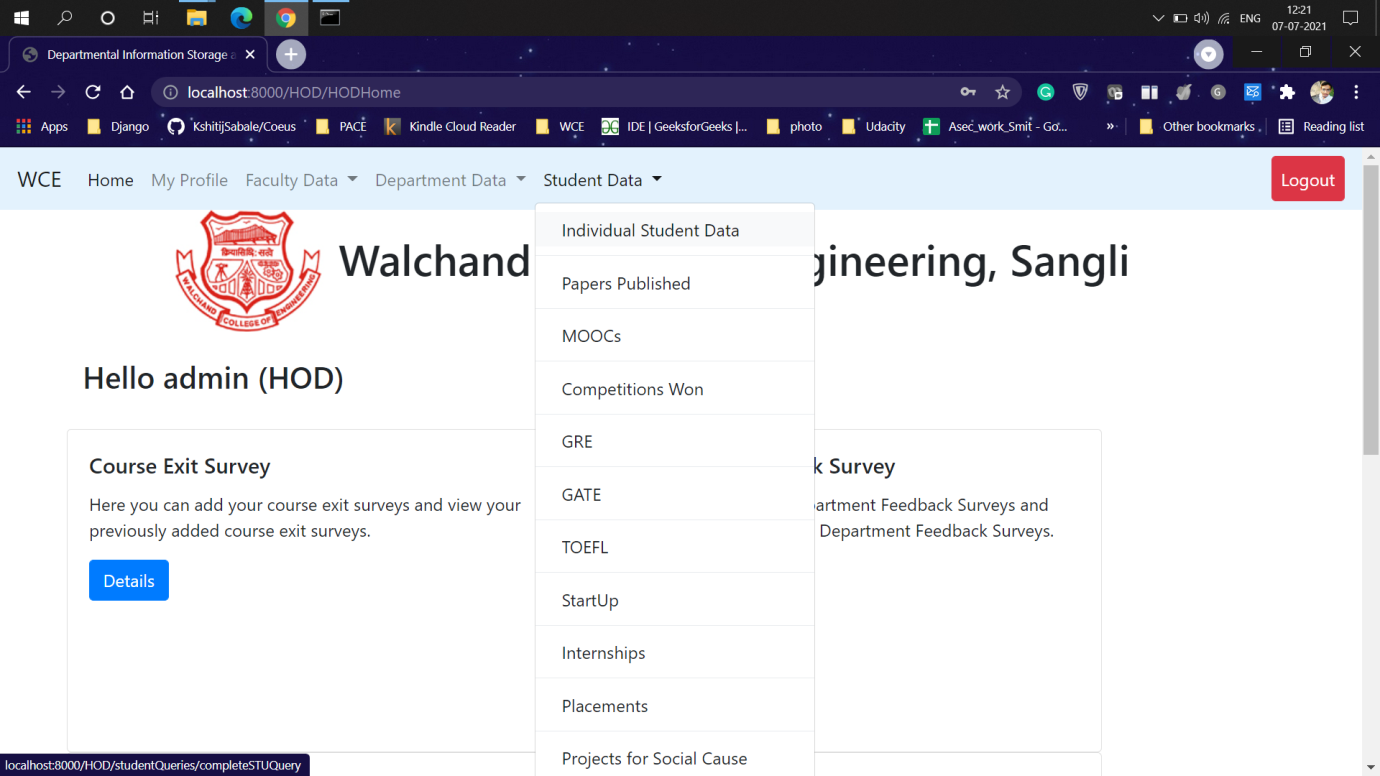 12:21
ENG
07-07-2021
Departmental Information Storage a
localhost:8000/HOD/HODHome
Apps
Django
KshitijSabale/Coeus
PACE
Kindle Cloud Reader
WCE
IDE | GeeksforGeeks |...
photo
Udacity
Asec_work_Smit - Go...
»
Other bookmarks
Reading list
WCE
Home
My Profile
Faculty Data
Department Data
Student Data
Logout
Individual Student Data
Papers Published
MOOCs
Competitions Won
GRE
GATE
TOEFL
StartUp
Internships
Placements
Projects for Social Cause
WALCHAND COLLEGE OF ENGINEERING
Walchand gineering, Sangli
Hello admin (HOD)
Course Exit Survey
Here you can add your course exit surveys and view your
previously added course exit surveys.
Details
k Survey
artment Feedback Surveys and
Department Feedback Surveys.
localhost:8000/HOD/studentQueries/completeSTUQuery